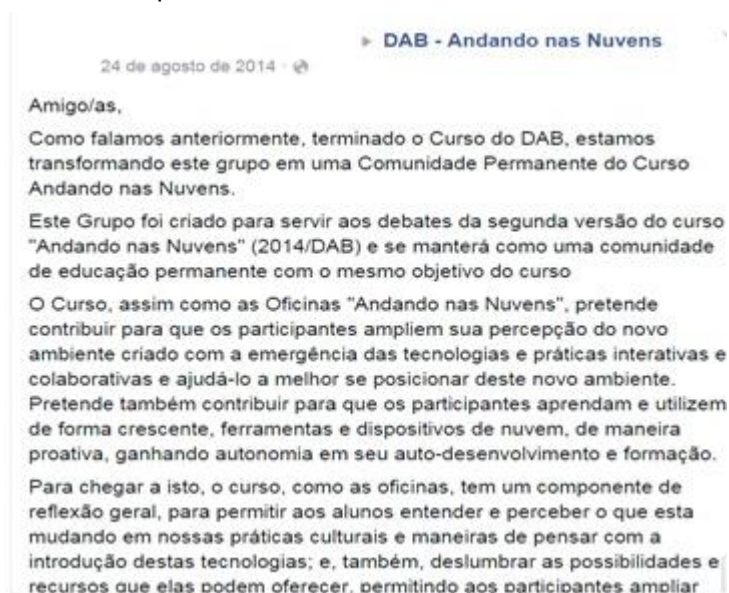 DAB - Andando nas Nuvens
24 de agosto de 2014
Amigo/as,
Como falamos anteriormente, terminado o Curso do DAB, estamos
transformando este grupo em uma Comunidade Permanente do Curso
Andando nas Nuvens.
Este Grupo foi criado para servir aos debates da segunda versão do curso
"Andando nas Nuvens" (2014/DAB) e se manterá como uma comunidade
de educação permanente com o mesmo objetivo do curso
O Curso, assim como as Oficinas "Andando nas Nuvens", pretende
contribuir para que os participantes ampliem sua percepção do novo
ambiente criado com a emergência das tecnologias e práticas interativas e
colaborativas e ajudá-lo a melhor se posicionar deste novo ambiente.
Pretende também contribuir para que os participantes aprendam e utilizem
de forma crescente, ferramentas e dispositivos de nuvem, de maneira
proativa, ganhando autonomia em seu auto-desenvolvimento e formação.
Para chegar a isto, o curso, como as oficinas, tem um componente de
reflexão geral, para permitir aos alunos entender e perceber o que esta
mudando em nossas práticas culturais e maneiras de pensar com a
introdução destas tecnologias; e, também, deslumbrar as possibilidades e
recursos que elas podem oferecer, permitindo aos participantes ampliar